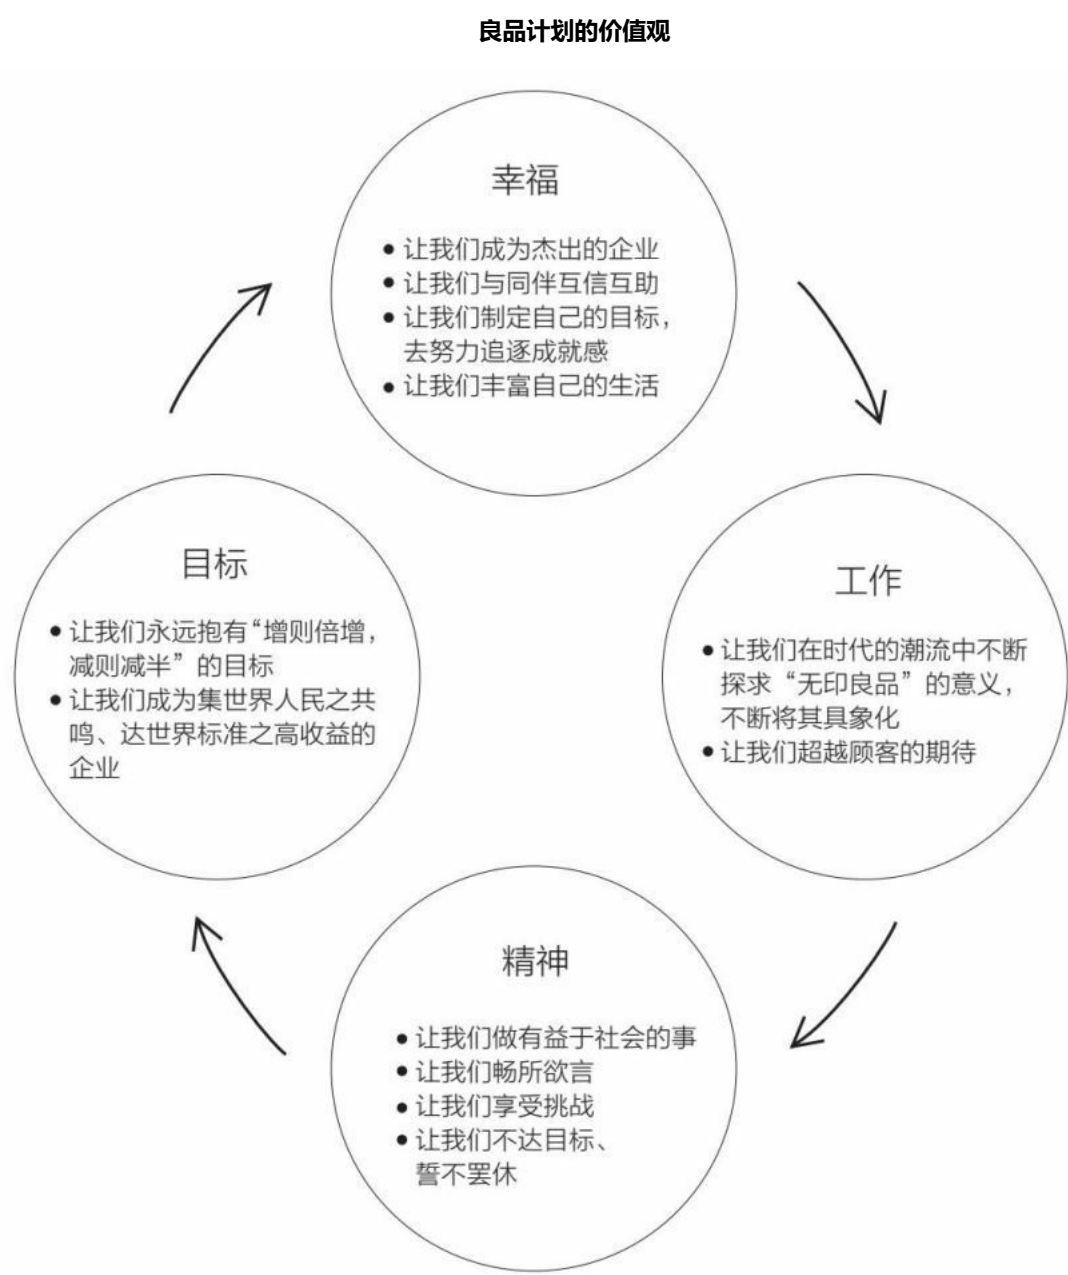 良品计划的价值观
幸福
● 让我们成为杰出的企业
● 让我们与同伴互信互助
● 让我们制定自己的目标，
去努力追逐成就感
● 让我们丰富自己的生活
目标
● 让我们永远抱有“增则倍增，
减则减半”的目标
● 让我们成为集世界人民之共
鸣、达世界标准之高收益的
企业
工作
● 让我们在时代的潮流中不断
探求“无印良品”的意义，
不断将其具象化
● 让我们超越顾客的期待
精神
● 让我们做有益于社会的事
● 让我们畅所欲言
● 让我们享受挑战
● 让我们不达目标、
誓不罢休